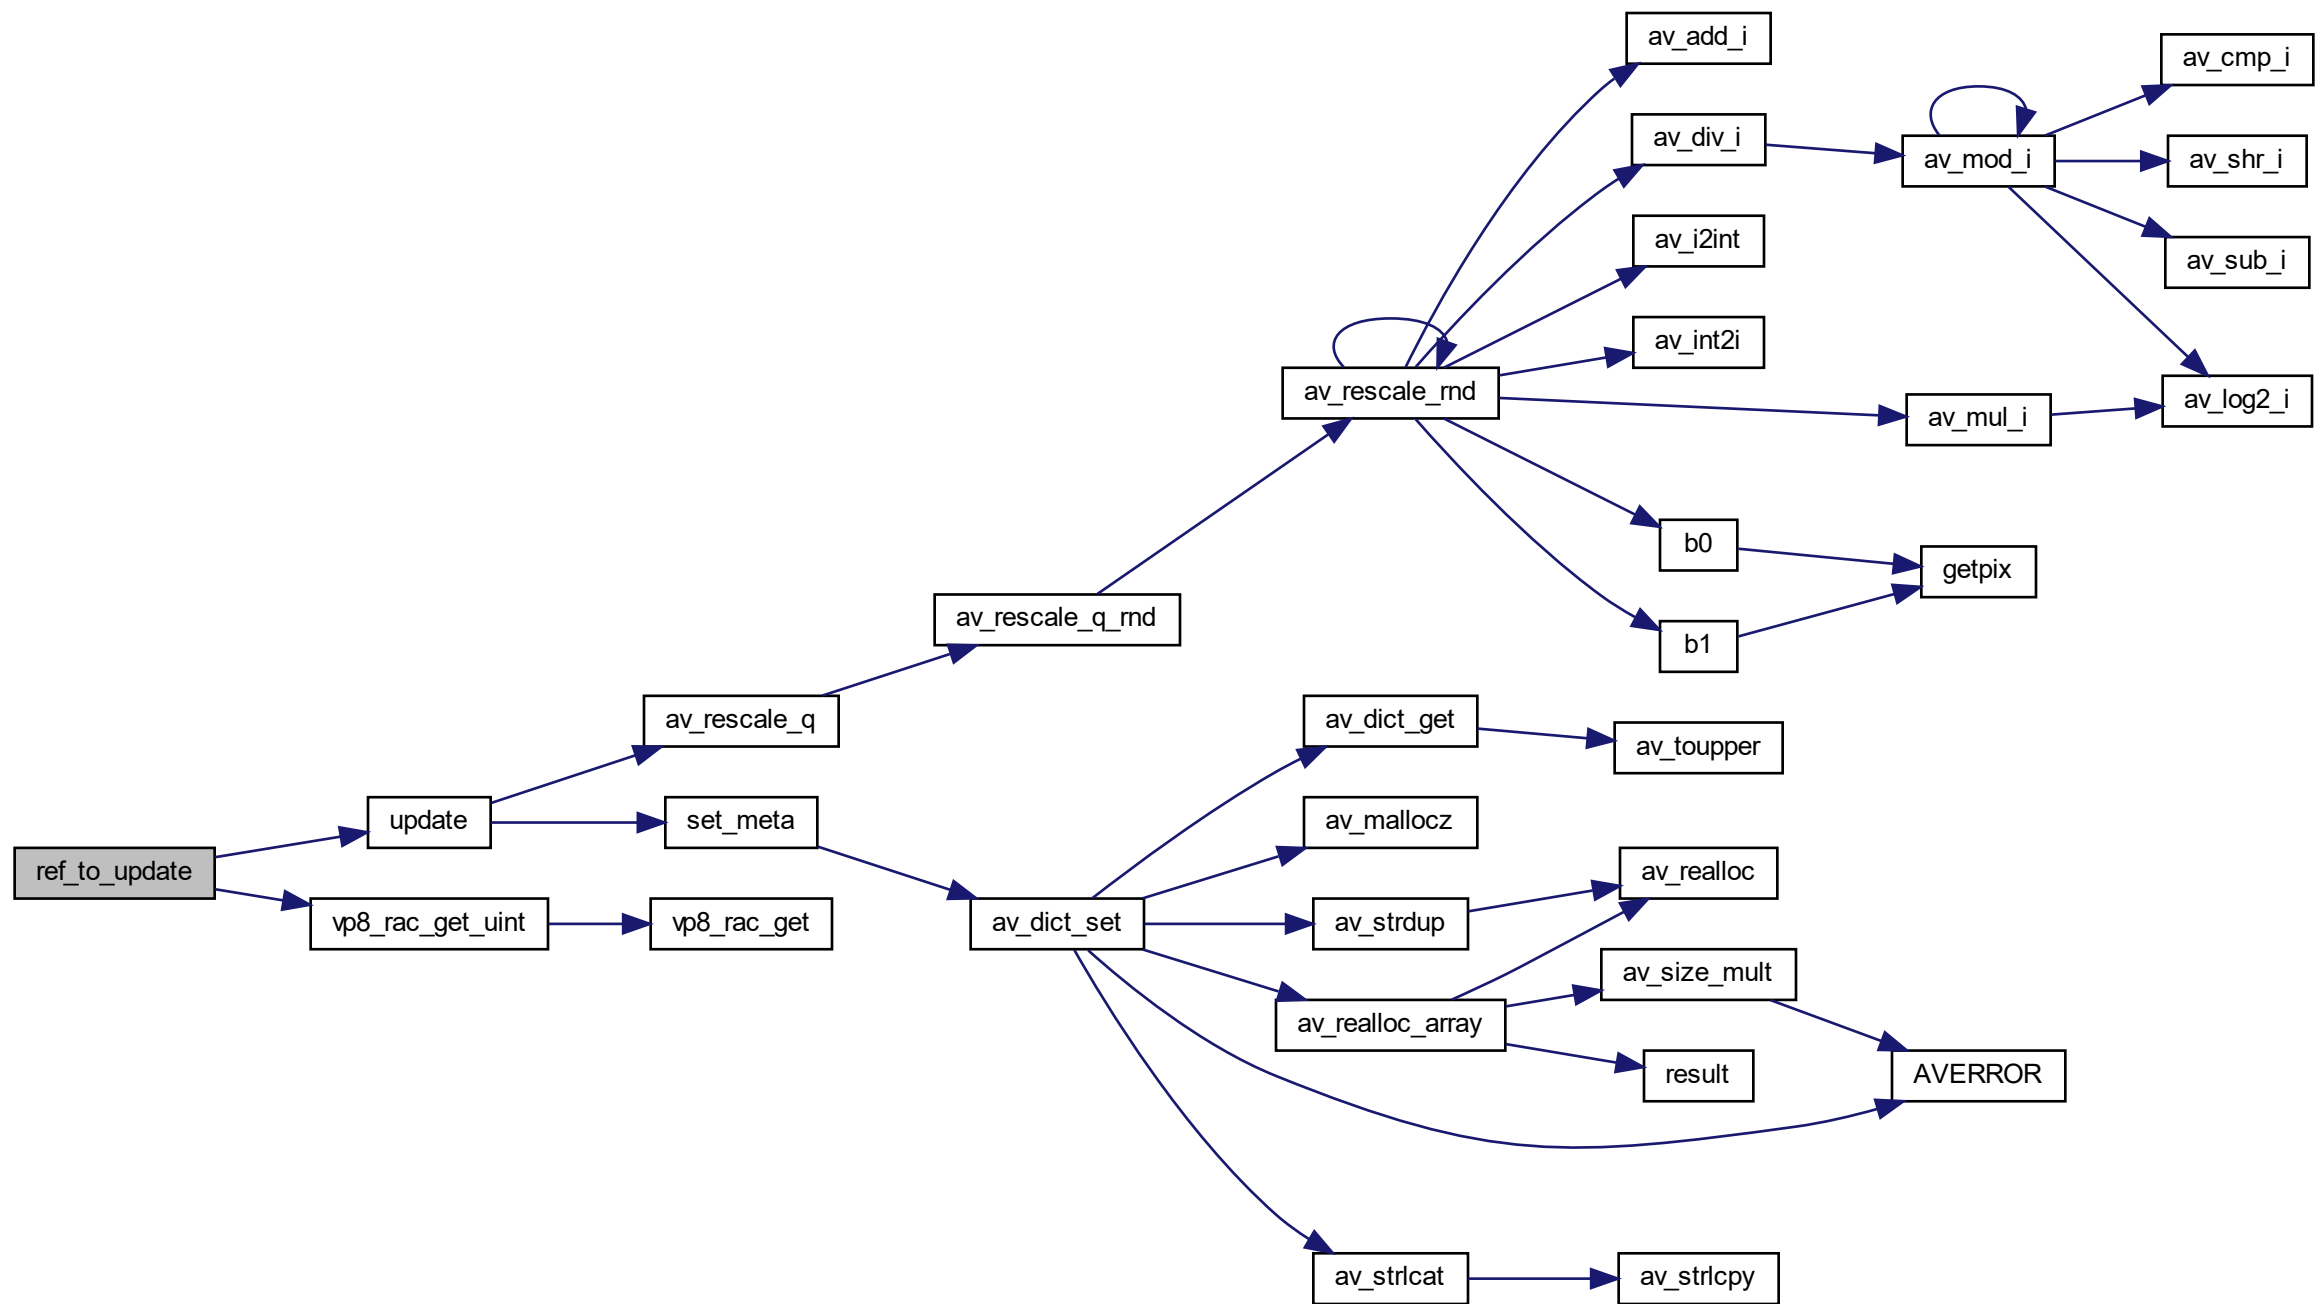 av_add_i
av_cmp_i
av_div_i
av_mod_i
av_shr_i
av_i2int
av_sub_i
av_int2i
av_rescale_rnd
av_mul_i
av_log2_i
b0
getpix
av_rescale_q_rnd
b1
av_rescale_q
av_dict_get
av_toupper
update
set_meta
av_mallocz
ref_to_update
av_realloc
vp8_rac_get_uint
vp8_rac_get
av_dict_set
av_strdup
av_size_mult
av_realloc_array
result
AVERROR
av_strlcat
av_strlcpy